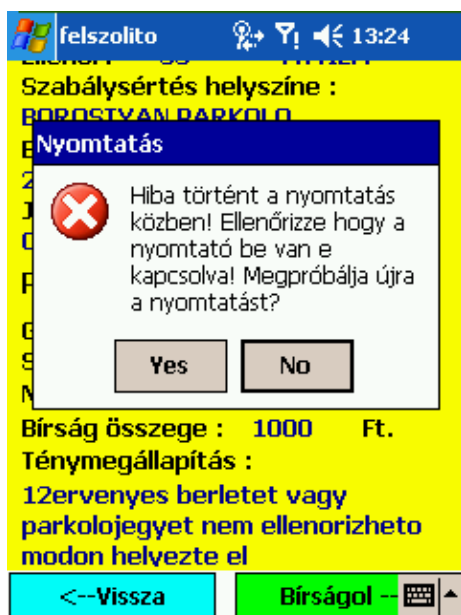 felszolito 13:24
Szabálysértés helyszíne :
BOROSTYAN PARKOLO
Nyomtatás
Hiba történt a nyomtatás
közben! Ellenőrizze hogy a
nyomtató be van e
kapcsolva! Megpróbálja újra
a nyomtatást?
Yes No
Bírság összege : 1000 Ft.
Ténymegállapítás :
12ervenyes berletet vagy
parkolojegyet nem ellenorizheto
modon helyezte el
<--Vissza Bírságol --